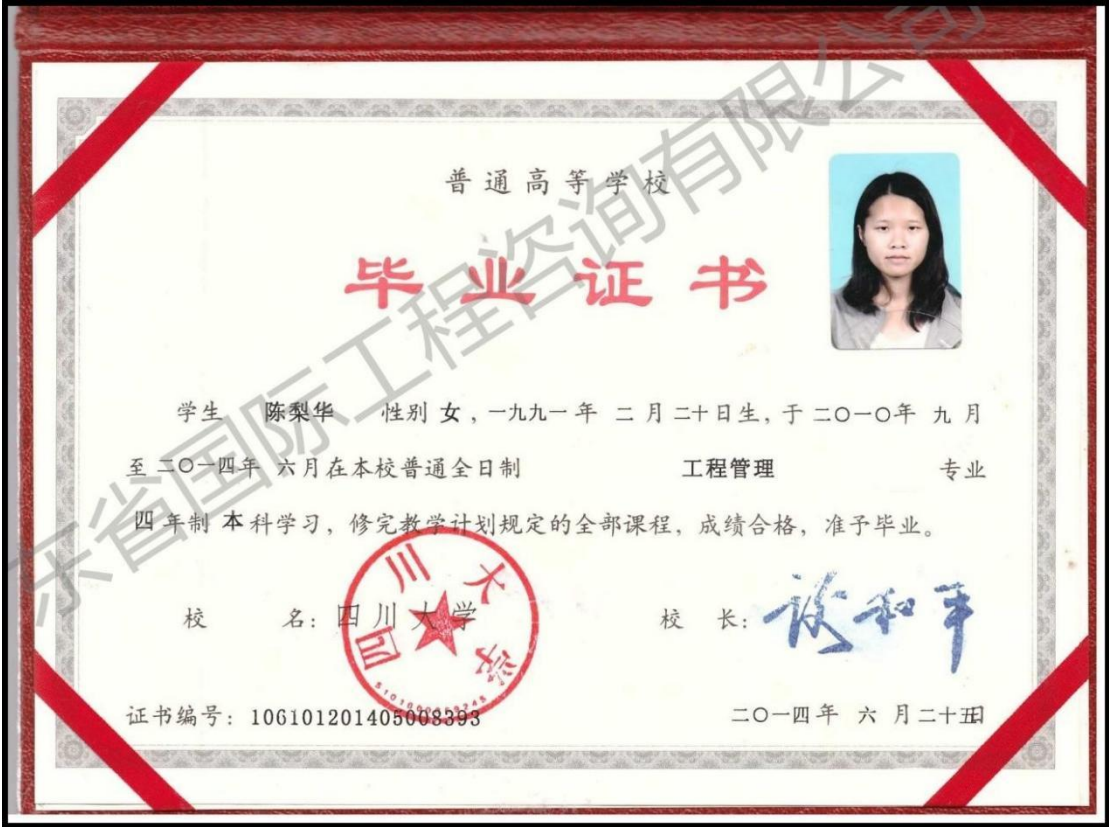 普通高等学校
毕业证书
学生 陈梨华 性别 女，一九九一年 二月二十日生，于二〇一〇年 九月
至二〇一四年 六月在本校普通全日制 工程管理 专业
四年制 本科学习，修完教学计划规定的全部课程，成绩合格，准予毕业。
校 名：四川大学 校 长：谢和平
四川大学
证书编号：106101201405008393 二〇一四年 六月二十五日
东省国际工程咨询有限公司